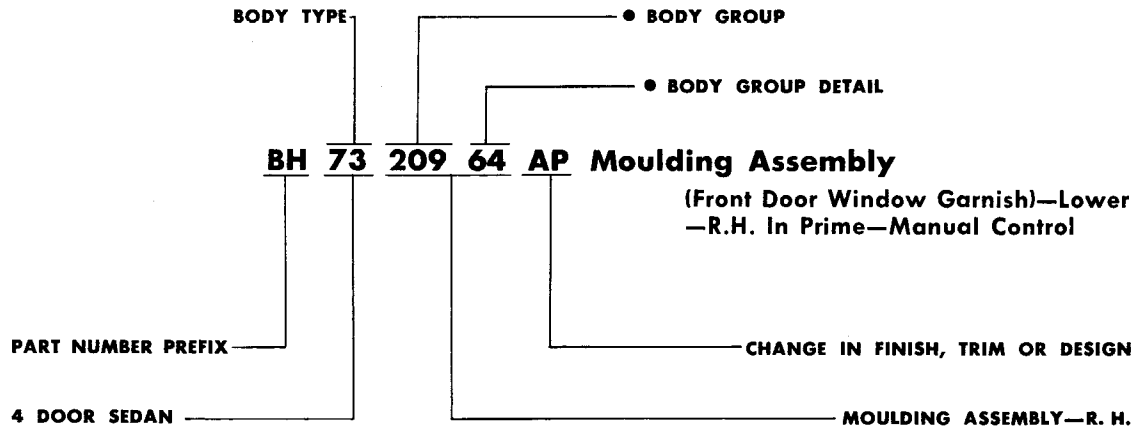 BODY TYPE ● BODY GROUP
● BODY GROUP DETAIL
BH 73 209 64 AP Moulding Assembly
(Front Door Window Garnish)—Lower
—R.H. In Prime—Manual Control
PART NUMBER PREFIX CHANGE IN FINISH, TRIM OR DESIGN
4 DOOR SEDAN MOULDING ASSEMBLY—R. H.